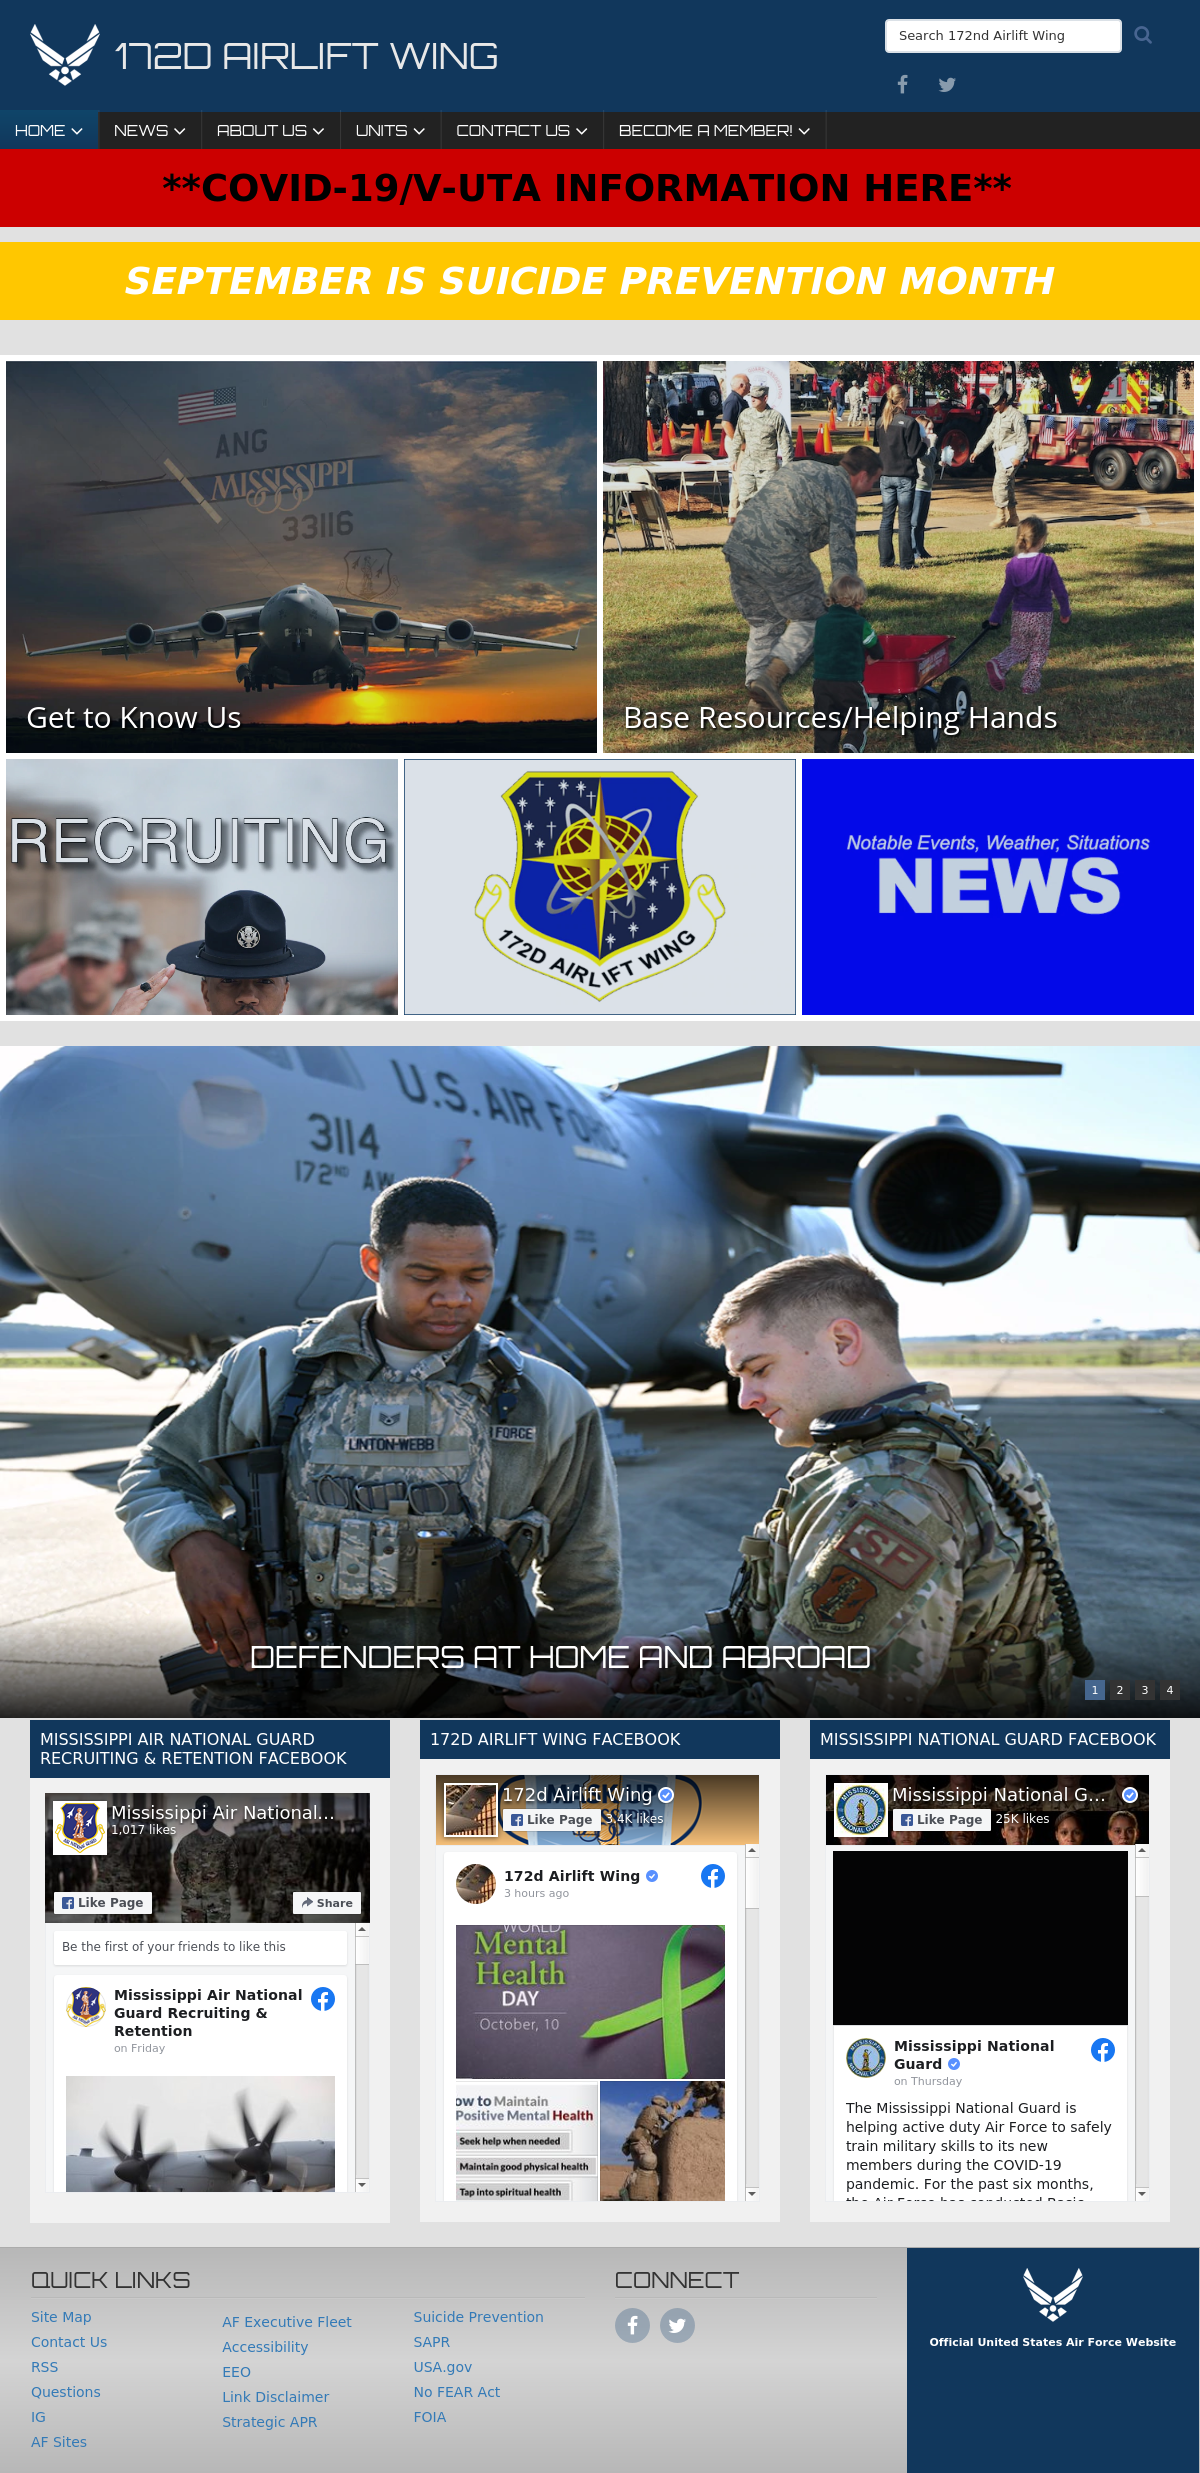 172D AIRLIFT WING
Search 172nd Airlift Wing
HOME
NEWS
ABOUT US
UNITS
CONTACT US
BECOME A MEMBER!
**COVID-19/V-UTA INFORMATION HERE**
SEPTEMBER IS SUICIDE PREVENTION MONTH
ANG
MISSISSIPPI
33116
Get to Know Us
Base Resources/Helping Hands
RECRUITING
172D AIRLIFT WING
Notable Events, Weather, Situations
NEWS
U.S. AIR FORC
3114
172ND AW
LINTON-WEBB
FORCE
SF
DEFENDERS AT HOME AND ABROAD
1 2 3 4
MISSISSIPPI AIR NATIONAL GUARD
RECRUITING & RETENTION FACEBOOK
Mississippi Air National...
1,017 likes
Like Page
Share
Be the first of your friends to like this
Mississippi Air National
Guard Recruiting &
Retention
on Friday
172D AIRLIFT WING FACEBOOK
172d Airlift Wing
Like Page
3.4K likes
172d Airlift Wing
3 hours ago
WORLD
Mental
Health
DAY
October, 10
ow to Maintain
Positive Mental Health
Seek help when needed
Maintain good physical health
Tap into spiritual health
MISSISSIPPI NATIONAL GUARD FACEBOOK
Mississippi National G...
Like Page
25K likes
Mississippi National
Guard
on Thursday
The Mississippi National Guard is
helping active duty Air Force to safely
train military skills to its new
members during the COVID-19
pandemic. For the past six months,
the Air Force has conducted Basic
QUICK LINKS
Site Map
Contact Us
RSS
Questions
IG
AF Sites
AF Executive Fleet
Accessibility
EEO
Link Disclaimer
Strategic APR
Suicide Prevention
SAPR
USA.gov
No FEAR Act
FOIA
CONNECT
Official United States Air Force Website